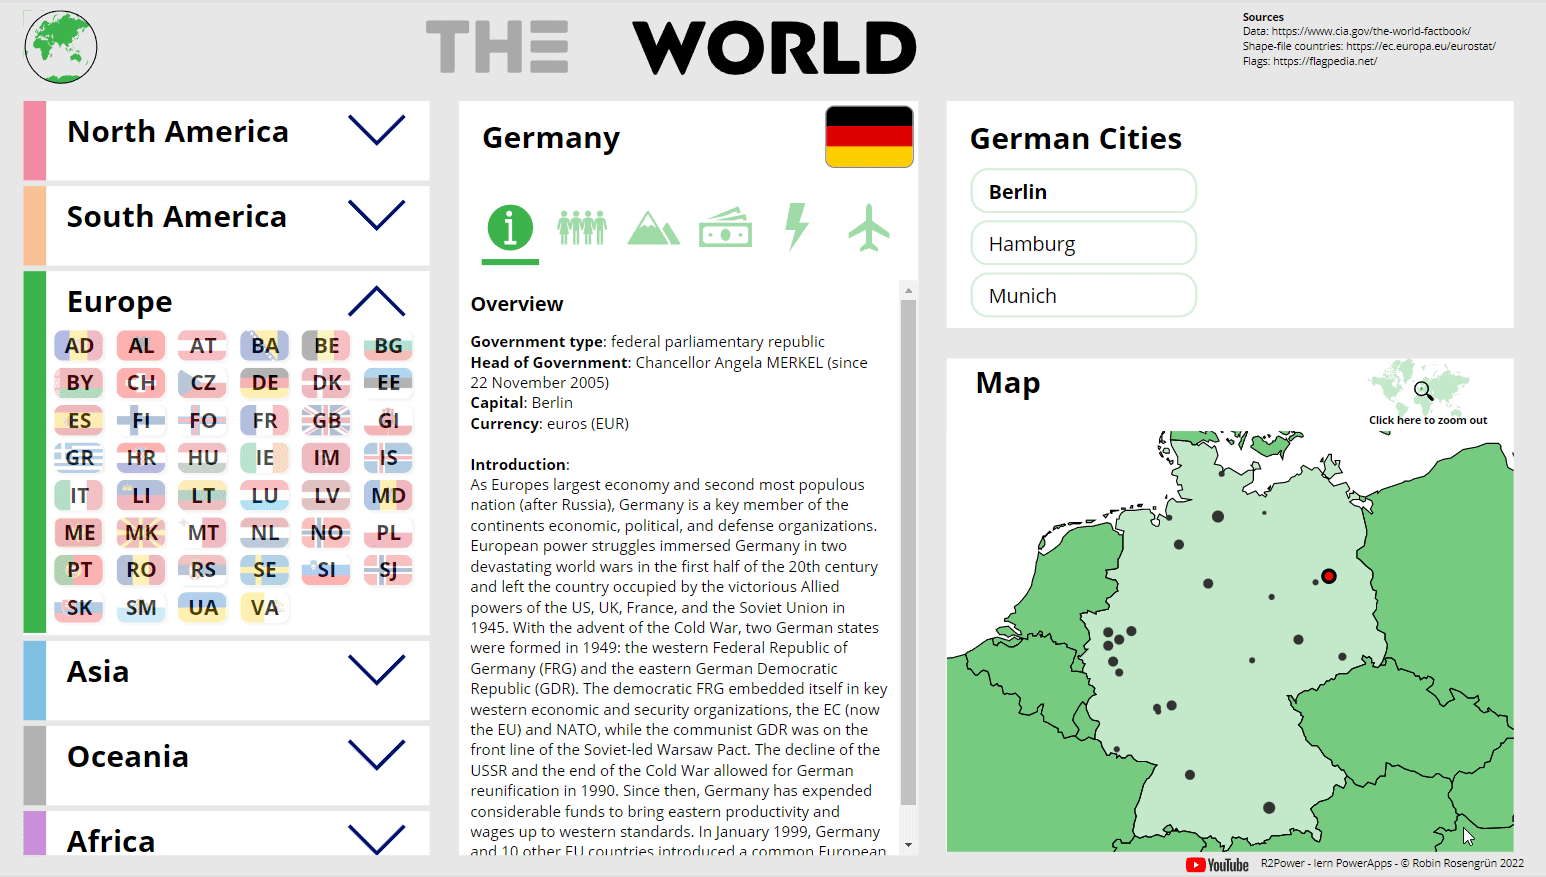 THE WORLD
Sources
Data: https://www.cia.gov/the-world-factbook/
Shape-file countries: https://ec.europa.eu/eurostat/
Flags: https://flagpedia.net/
North America
South America
Europe
AD AL AT BA BE BG
BY CH CZ DE DK EE
ES FI FO FR GB GI
GR HR HU IE IM IS
IT LI LT LU LV MD
ME MK MT NL NO PL
PT RO RS SE SI SJ
SK SM UA VA
Asia
Oceania
Africa
Germany
i
Overview
Government type: federal parliamentary republic
Head of Government: Chancellor Angela MERKEL (since
22 November 2005)
Capital: Berlin
Currency: euros (EUR)
Introduction:
As Europes largest economy and second most populous
nation (after Russia), Germany is a key member of the
continents economic, political, and defense organizations.
European power struggles immersed Germany in two
devastating world wars in the first half of the 20th century
and left the country occupied by the victorious Allied
powers of the US, UK, France, and the Soviet Union in
1945. With the advent of the Cold War, two German states
were formed in 1949: the western Federal Republic of
Germany (FRG) and the eastern German Democratic
Republic (GDR). The democratic FRG embedded itself in key
western economic and security organizations, the EC (now
the EU) and NATO, while the communist GDR was on the
front line of the Soviet-led Warsaw Pact. The decline of the
USSR and the end of the Cold War allowed for German
reunification in 1990. Since then, Germany has expended
considerable funds to bring eastern productivity and
wages up to western standards. In January 1999, Germany
and 10 other EU countries introduced a common European
German Cities
Berlin
Hamburg
Munich
Map
Click here to zoom out
YouTube
R2Power - lern PowerApps - © Robin Rosengrün 2022